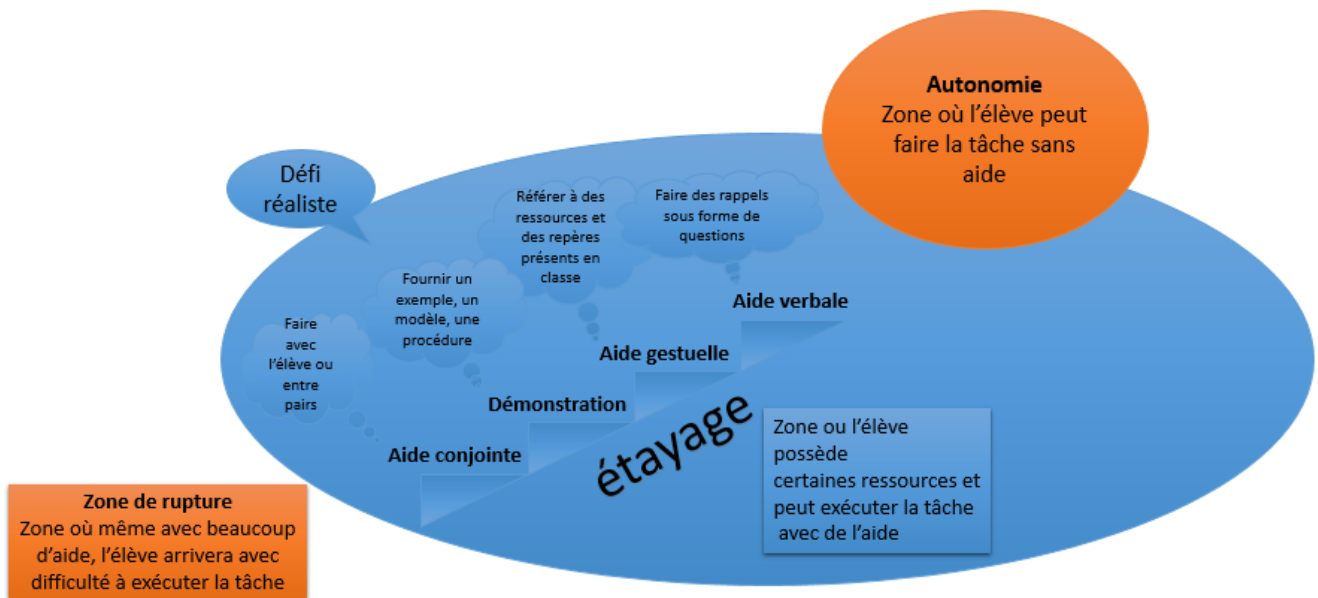 Autonomie
Zone où l'élève peut
faire la tâche sans
aide
Défi
réaliste
Référer à des
ressources et
des repères
présents en
classe
Faire des rappels
sous forme de
questions
Fournir un
exemple, un
modèle, une
procédure
Faire
avec
l'élève ou
entre
pairs
Aide verbale
Aide gestuelle
Démonstration
Aide conjointe
étayage
Zone ou l'élève
possède
certaines ressources et
peut exécuter la tâche
avec de l'aide
Zone de rupture
Zone où même avec beaucoup
d'aide, l'élève arrivera avec
difficulté à exécuter la tâche